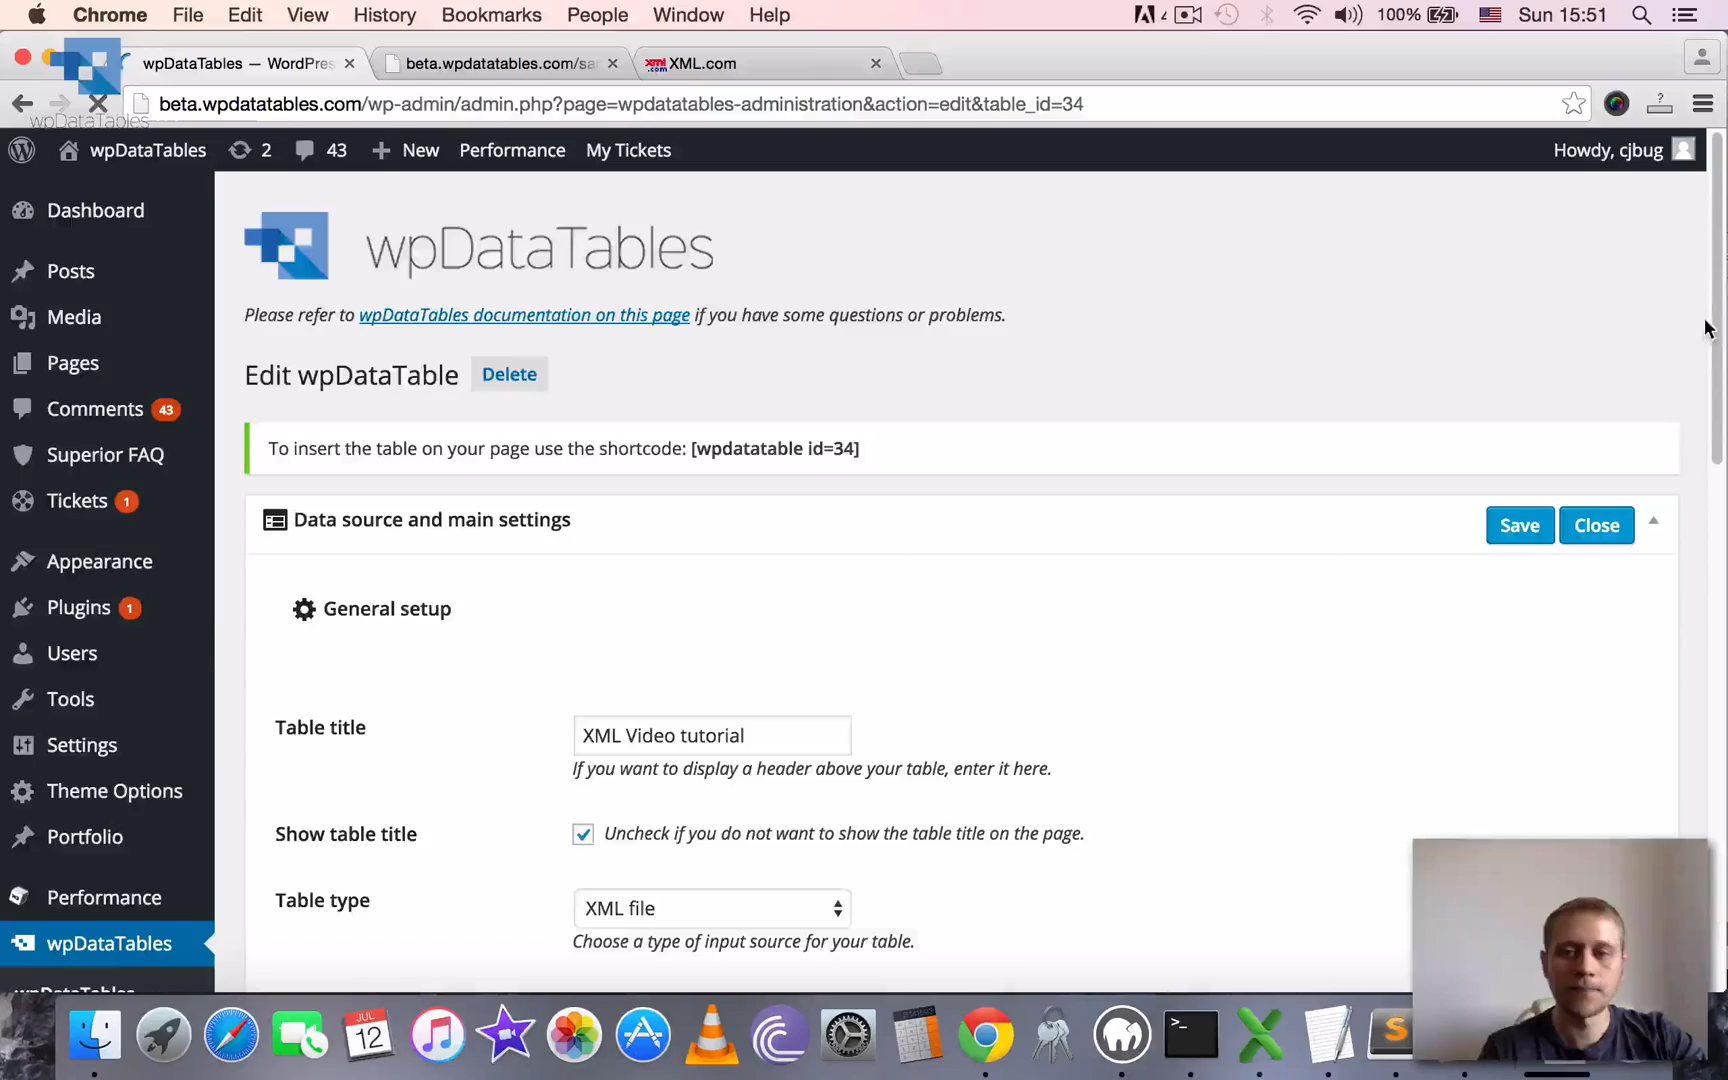 Chrome File Edit View History Bookmarks People Window Help 4 100% Sun 15:51
wpDataTables — WordPres beta.wpdatatables.com/sa XML.com
beta.wpdatatables.com/wp-admin/admin.php?page=wpdatatables-administration&action=edit&table_id=34
wpDataTables
wpDataTables 2 43 New Performance My Tickets Howdy, cjbug
Dashboard
Posts
Media
Pages
Comments 43
Superior FAQ
Tickets 1
Appearance
Plugins 1
Users
Tools
Settings
Theme Options
Portfolio
Performance
wpDataTables
wpDataTables
wpDataTables
Please refer to wpDataTables documentation on this page if you have some questions or problems.
Edit wpDataTable Delete
To insert the table on your page use the shortcode: [wpdatatable id=34]
Data source and main settings Save Close
General setup
Table title XML Video tutorial
If you want to display a header above your table, enter it here.
Show table title Uncheck if you do not want to show the table title on the page.
Table type XML file
Choose a type of input source for your table.
JUL
12